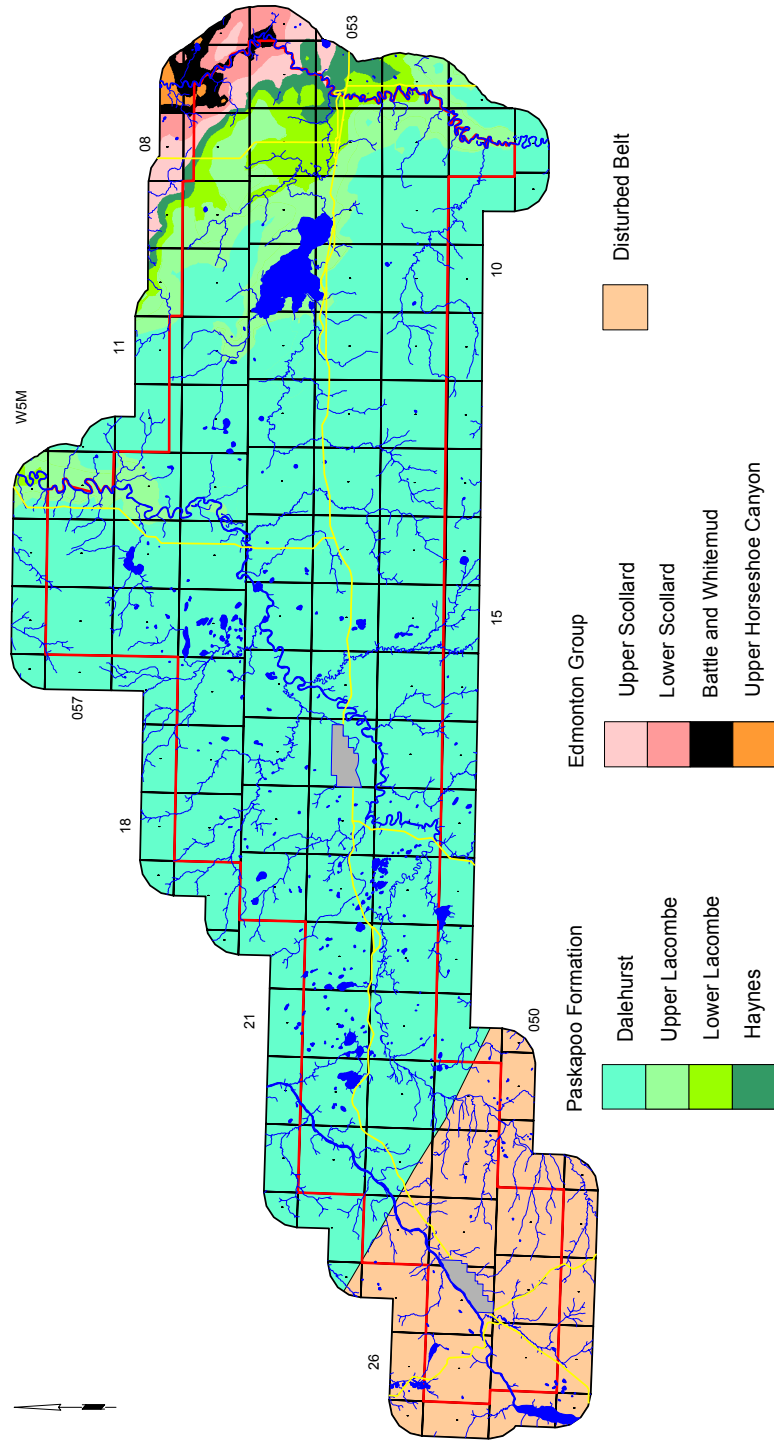 W5M
057
11
08
053
18
21
26
15
10
050
Paskapoo Formation
Dalehurst
Upper Lacombe
Lower Lacombe
Haynes
Edmonton Group
Upper Scollard
Lower Scollard
Battle and Whitemud
Upper Horseshoe Canyon
Disturbed Belt